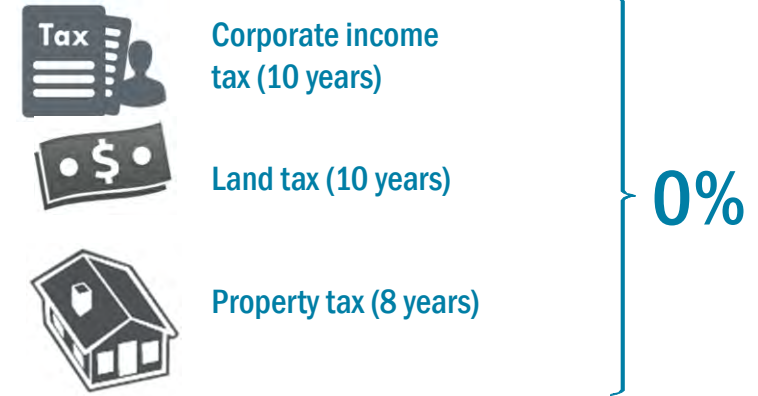 Tax
Corporate income
tax (10 years)
$
Land tax (10 years)
0%
Property tax (8 years)